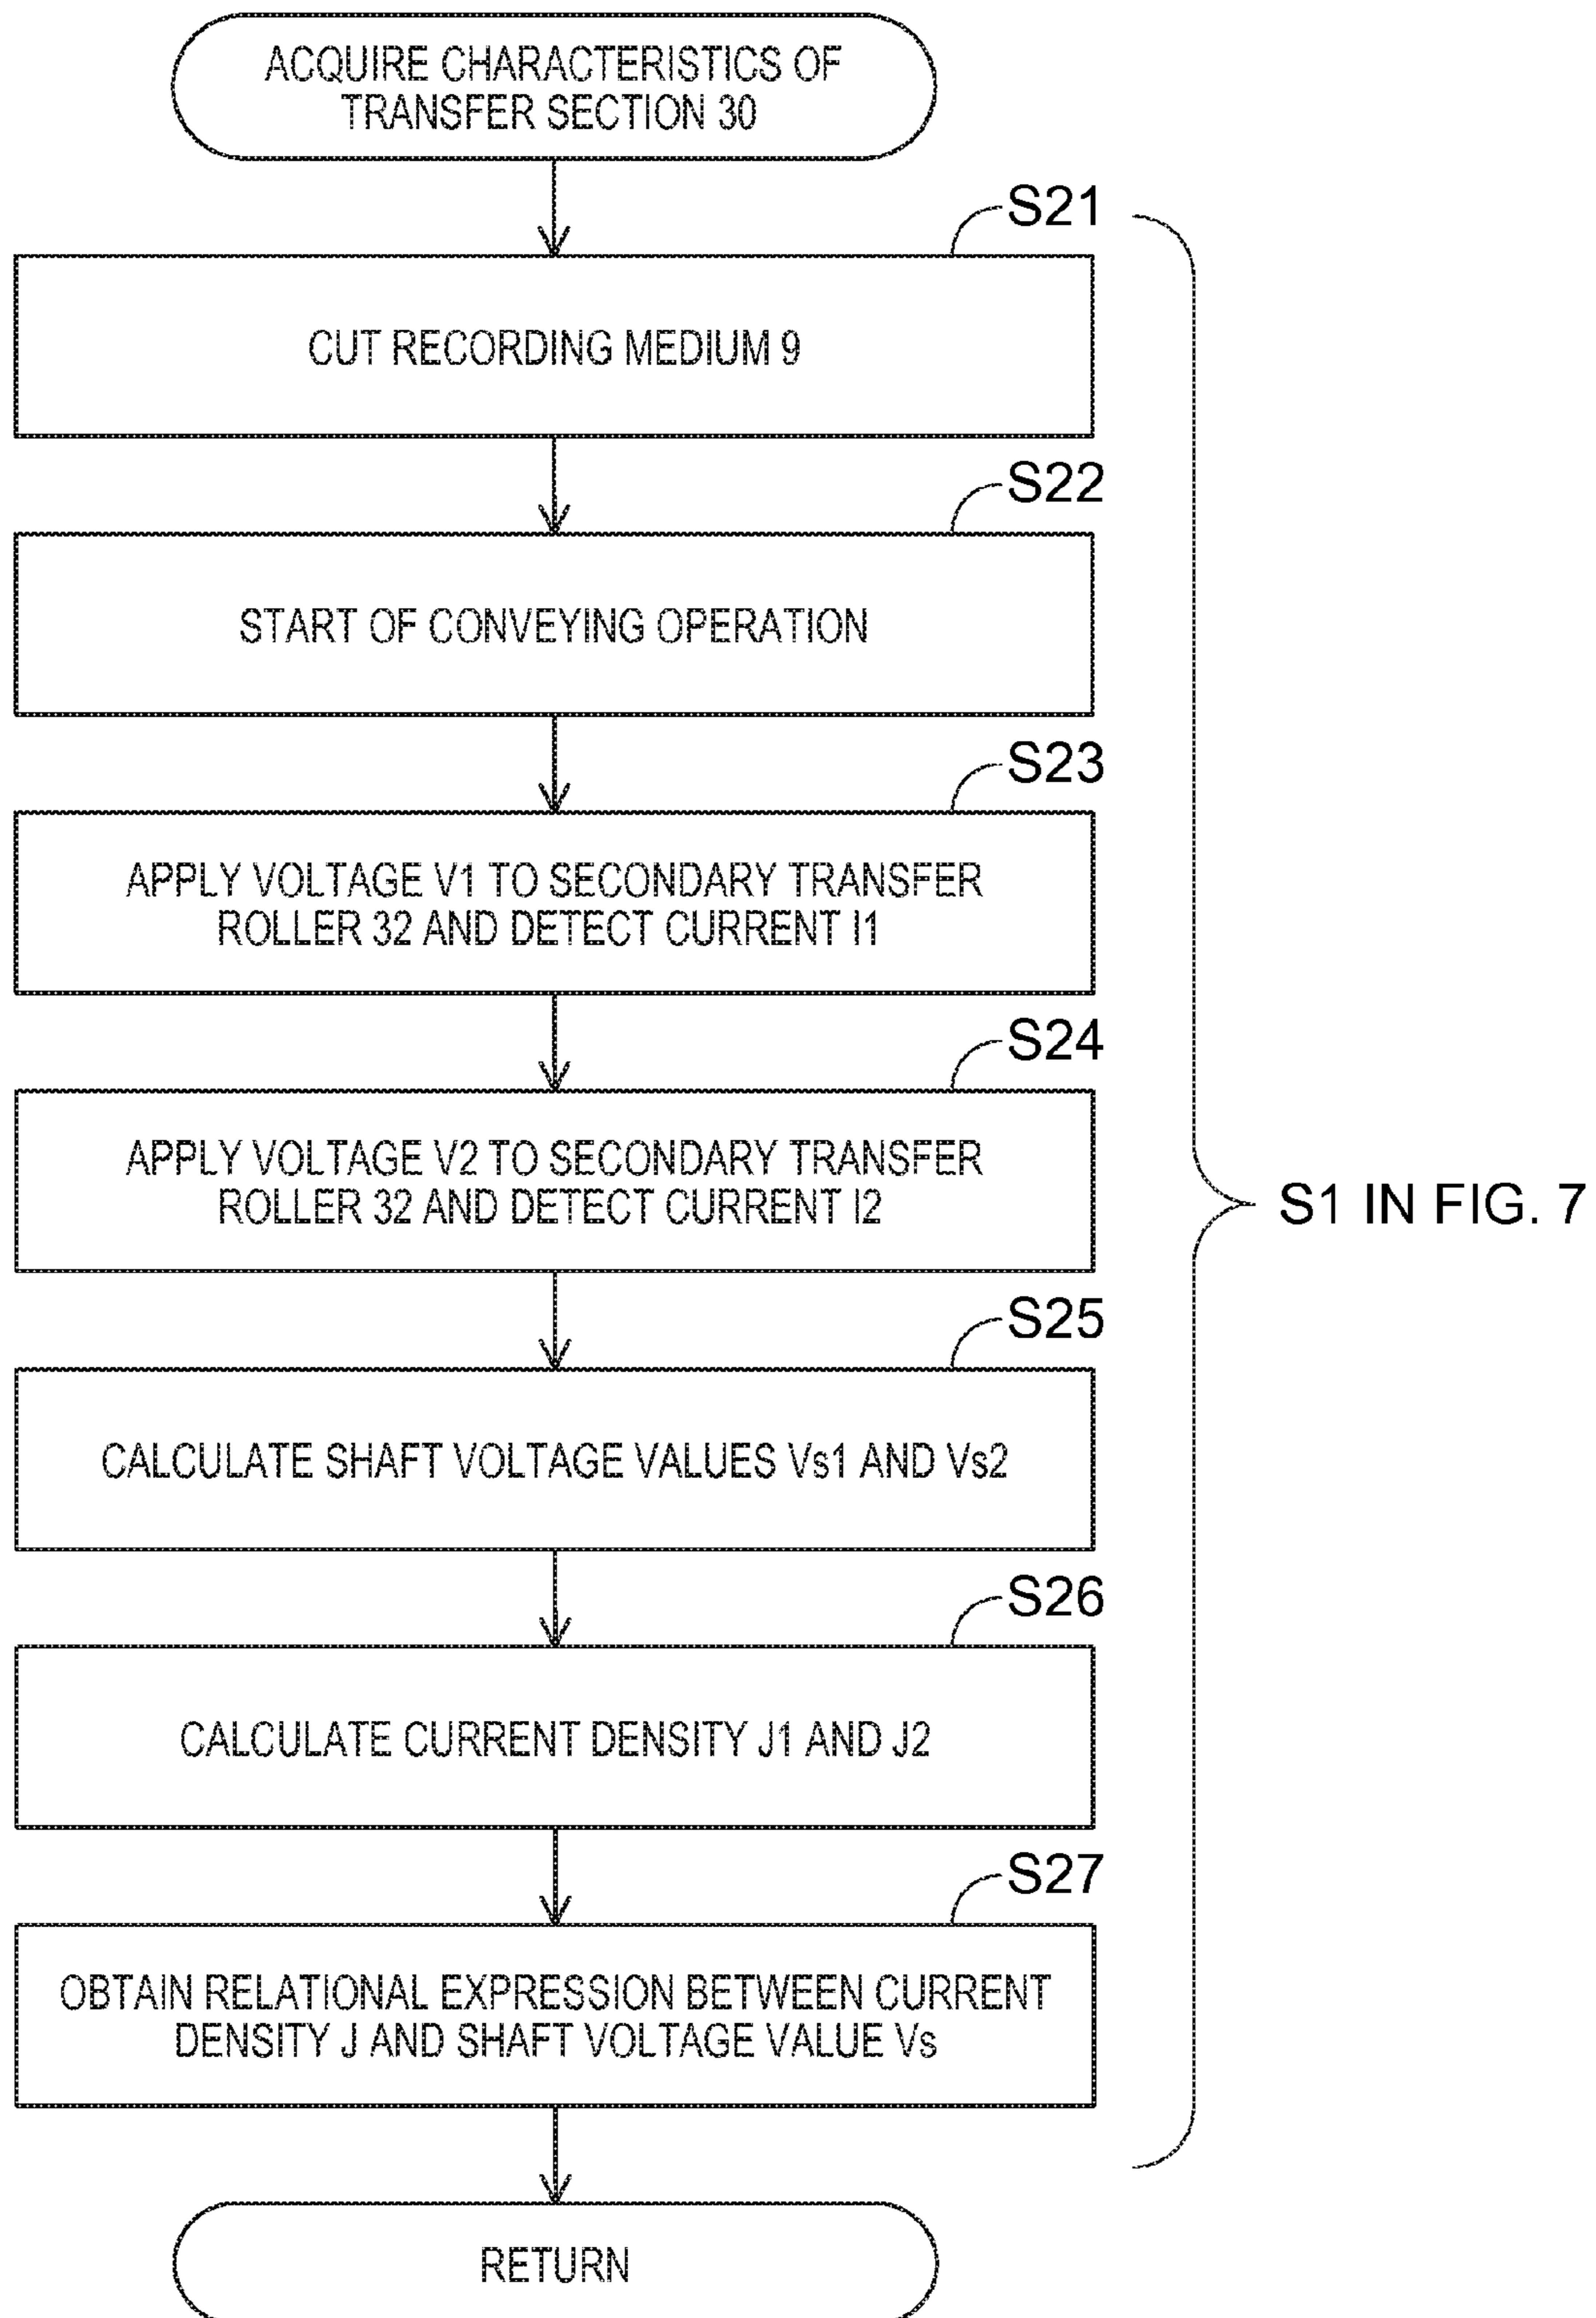 ACQUIRE CHARACTERISTICS OF
TRANSFER SECTION 30
S21
CUT RECORDING MEDIUM 9
S22
START OF CONVEYING OPERATION
S23
APPLY VOLTAGE V1 TO SECONDARY TRANSFER
ROLLER 32 AND DETECT CURRENT I1
S24
APPLY VOLTAGE V2 TO SECONDARY TRANSFER
ROLLER 32 AND DETECT CURRENT I2
S1 IN FIG. 7
S25
CALCULATE SHAFT VOLTAGE VALUES Vs1 AND Vs2
S26
CALCULATE CURRENT DENSITY J1 AND J2
S27
OBTAIN RELATIONAL EXPRESSION BETWEEN CURRENT
DENSITY J AND SHAFT VOLTAGE VALUE Vs
RETURN